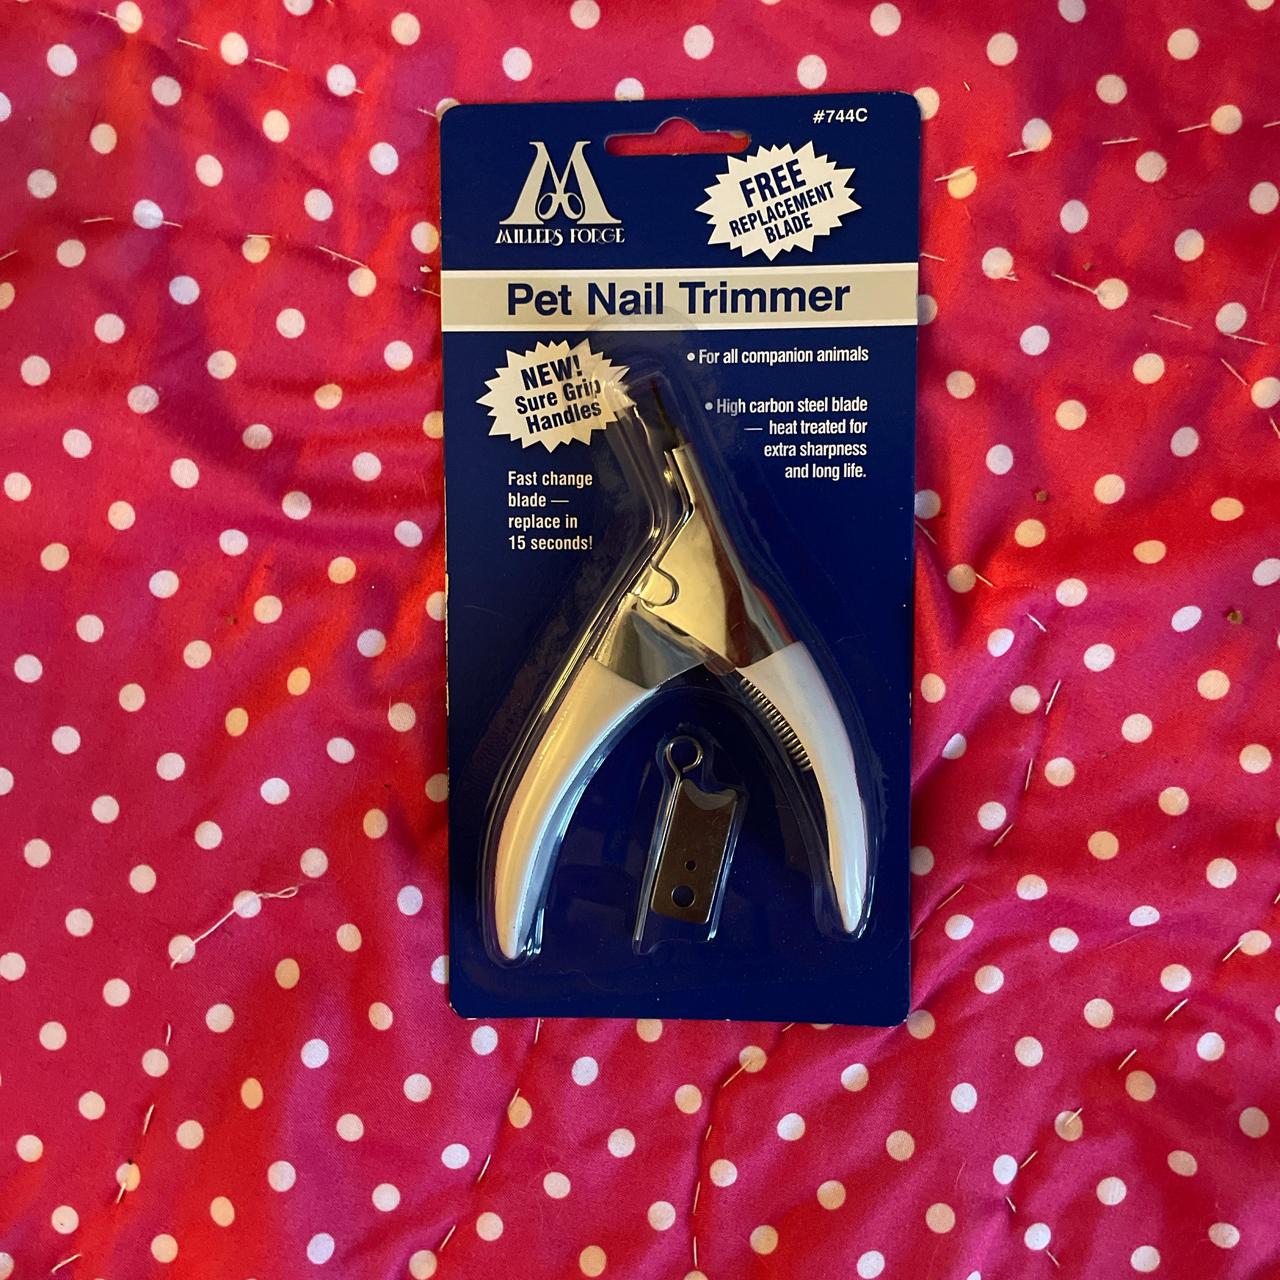 #744C
MILLERS FORGE
FREE
REPLACEMENT
BLADE
Pet Nail Trimmer
NEW!
Sure Grip
Handles
• For all companion animals
• High carbon steel blade
— heat treated for
extra sharpness
and long life.
Fast change
blade —
replace in
15 seconds!